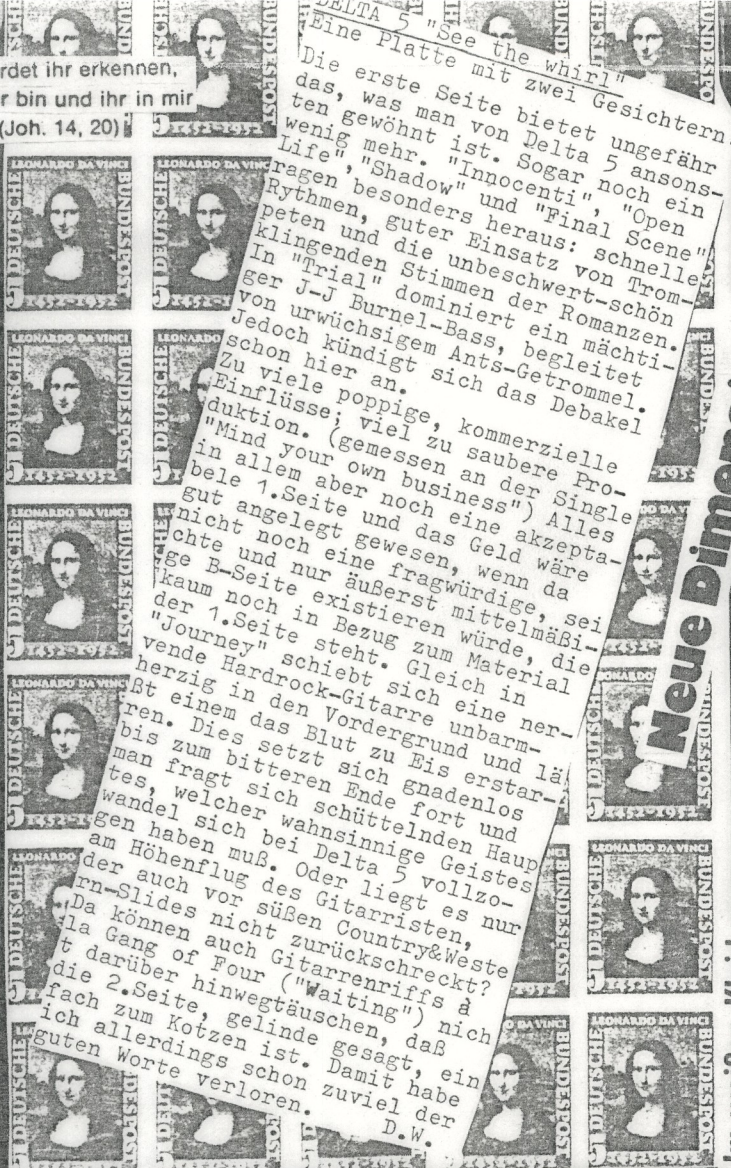 rdet ihr erkennen,
r bin und ihr in mir
(Joh. 14, 20)
DELTA 5 "See the whirl"
Eine Platte mit zwei Gesichtern
Die erste Seite bietet ungefähr
das, was man von Delta 5 ansons-
ten gewöhnt ist. Sogar noch ein
wenig mehr. "Innocenti", "Open
Life", "Shadow" und "Final Scene"
ragen besonders heraus: schnelle
Rythmen, guter Einsatz von Trom-
peten und die unbeschwert-schön
klingenden Stimmen der Romanzen.
In "Trial" dominiert ein mächti-
ger J-J Burnel-Bass, begleitet
von urwüchsigem Ants-Getrommel.
Jedoch kündigt sich das Debakel
schon hier an.
Zu viele poppige, kommerzielle
Einflüsse; viel zu saubere Pro-
duktion. (gemessen an der Single
"Mind your own business") Alles
in allem aber noch eine akzepta-
bele 1.Seite und das Geld wäre
gut angelegt gewesen, wenn da
nicht noch eine fragwürdige, sei
chte und nur äußerst mittelmäßi-
ge B-Seite existieren würde, die
kaum noch in Bezug zum Material
der 1.Seite steht. Gleich in
"Journey" schiebt sich eine ner-
vende Hardrock-Gitarre unbarm-
herzig in den Vordergrund und lä
ßt einem das Blut zu Eis erstar-
ren. Dies setzt sich gnadenlos
bis zum bitteren Ende fort und
man fragt sich schüttelnden Haup
tes, welcher wahnsinnige Geistes
wandel sich bei Delta 5 vollzo-
gen haben muß. Oder liegt es nur
am Höhenflug des Gitarristen,
der auch vor süßen Country&Weste
rn-Slides nicht zurückschreckt?
Da können auch Gitarrenriffs à
la Gang of Four ("Waiting") nich
t darüber hinwegtäuschen, daß
die 2.Seite, gelinde gesagt, ein
fach zum Kotzen ist. Damit habe
ich allerdings schon zuviel der
guten Worte verloren.
D.W.
Neue Dimens
LEONARDO DA VINCI
DEUTSCHE BUNDESPOST
5
1452-1952